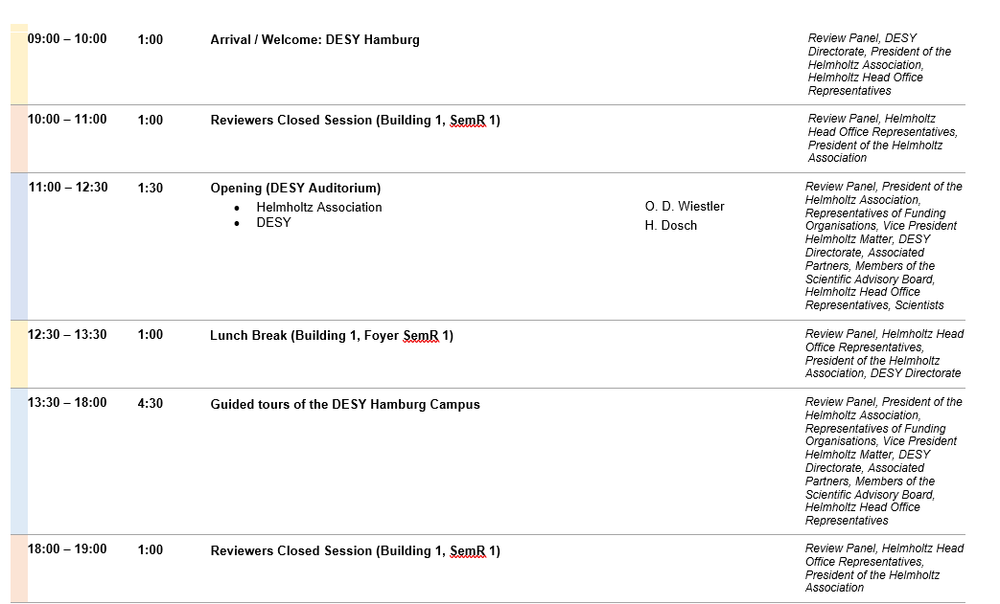 09:00 – 10:00 1:00 Arrival / Welcome: DESY Hamburg
Review Panel, DESY
Directorate, President of the
Helmholtz Association,
Helmholtz Head Office
Representatives
10:00 – 11:00 1:00 Reviewers Closed Session (Building 1, SemR 1)
Review Panel, Helmholtz
Head Office Representatives,
President of the Helmholtz
Association
11:00 – 12:30 1:30 Opening (DESY Auditorium)
• Helmholtz Association O. D. Wiestler
• DESY H. Dosch
Review Panel, President of the
Helmholtz Association,
Representatives of Funding
Organisations, Vice President
Helmholtz Matter, DESY
Directorate, Associated
Partners, Members of the
Scientific Advisory Board,
Helmholtz Head Office
Representatives, Scientists
12:30 – 13:30 1:00 Lunch Break (Building 1, Foyer SemR 1)
Review Panel, Helmholtz Head
Office Representatives,
President of the Helmholtz
Association, DESY Directorate
13:30 – 18:00 4:30 Guided tours of the DESY Hamburg Campus
Review Panel, President of the
Helmholtz Association,
Representatives of Funding
Organisations, Vice President
Helmholtz Matter, DESY
Directorate, Associated
Partners, Members of the
Scientific Advisory Board,
Helmholtz Head Office
Representatives
18:00 – 19:00 1:00 Reviewers Closed Session (Building 1, SemR 1)
Review Panel, Helmholtz Head
Office Representatives,
President of the Helmholtz
Association